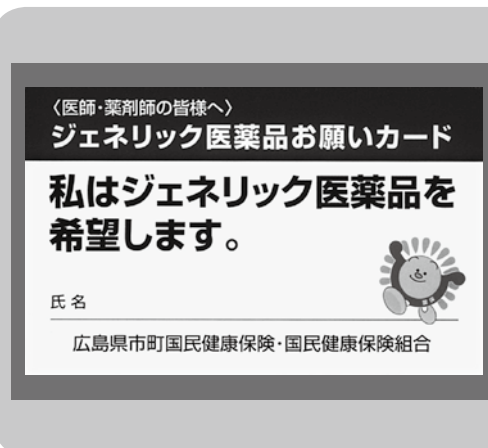 〈医師・薬剤師の皆様へ〉
ジェネリック医薬品お願いカード
私はジェネリック医薬品を
希望します。
氏名
広島県市町国民健康保険・国民健康保険組合